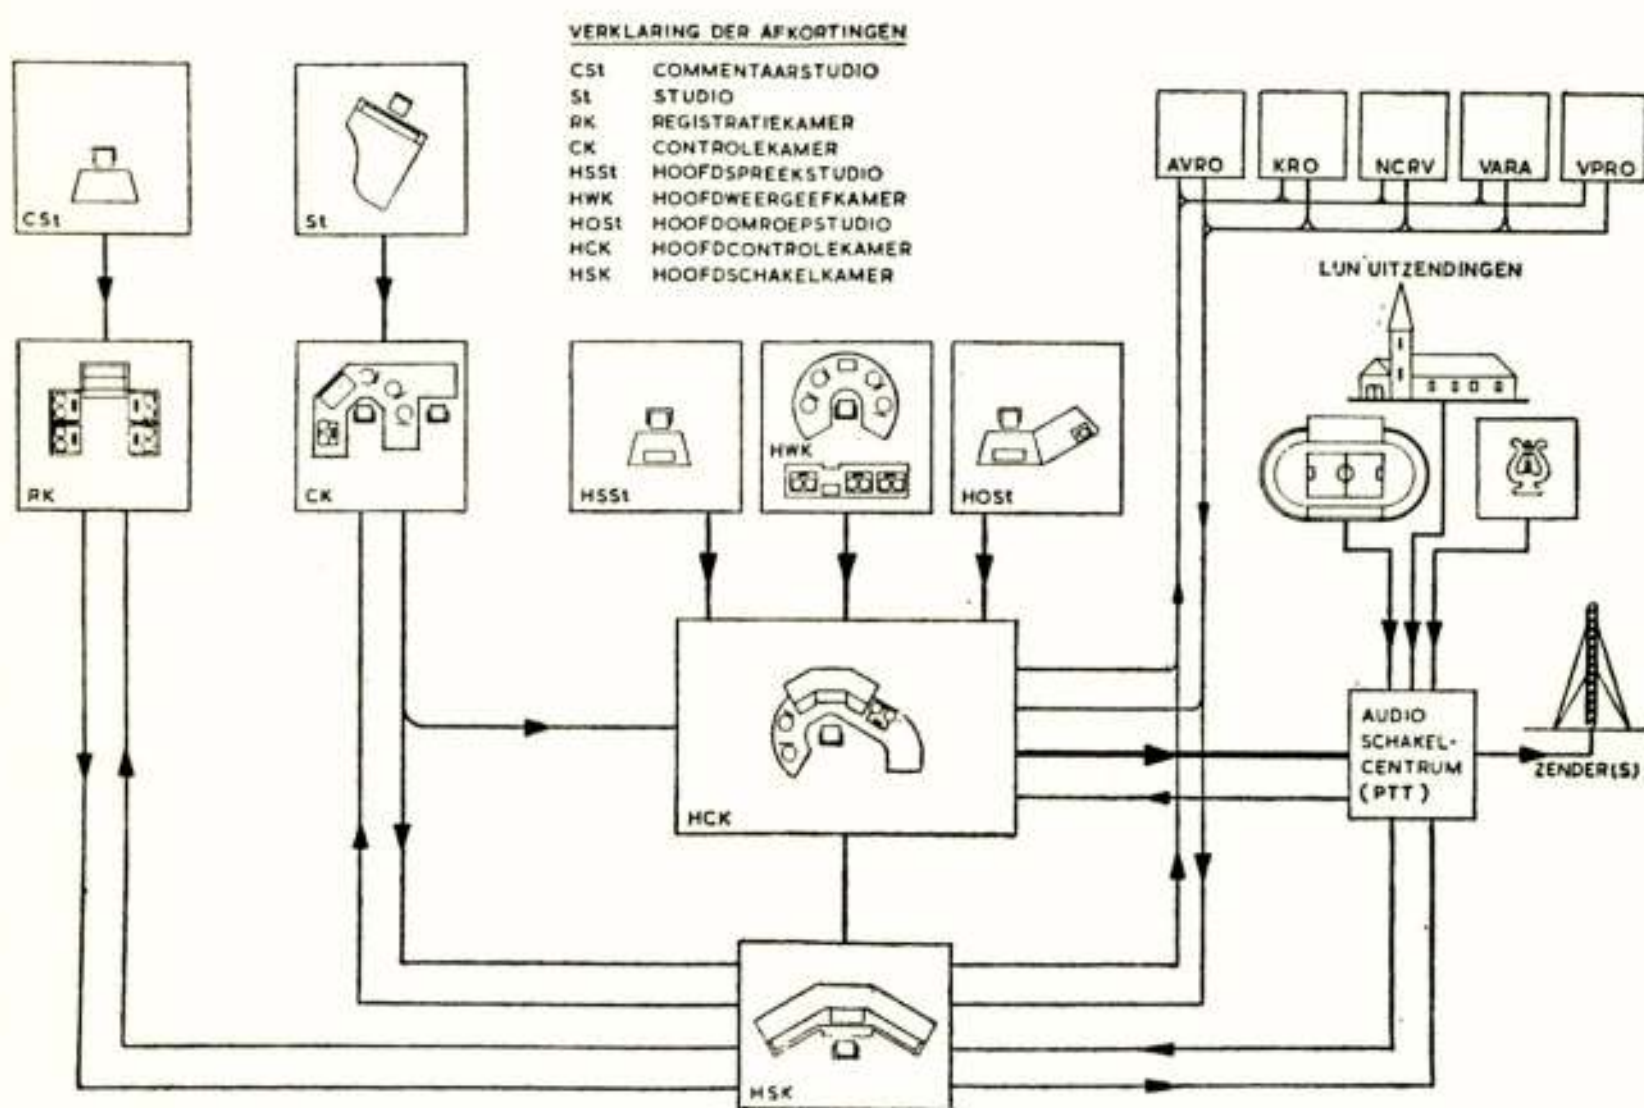 VERKLARING DER AFKORTINGEN
CSt COMMENTAARSTUDIO
St STUDIO
RK REGISTRATIEKAMER
CK CONTROLEKAMER
HSSt HOOFDSPREEKSTUDIO
HWK HOOFDWEERGEEFKAMER
HOSt HOOFDOMROEPSTUDIO
HCK HOOFDCONTROLEKAMER
HSK HOOFDSCHAKELKAMER
CSt
St
AVRO
KRO
NCRV
VARA
VPRO
LIJN UITZENDINGEN
RK
CK
HSSt
HWK
HOSt
HCK
AUDIO
SCHAKEL-
CENTRUM
(PTT)
ZENDER(S)
HSK